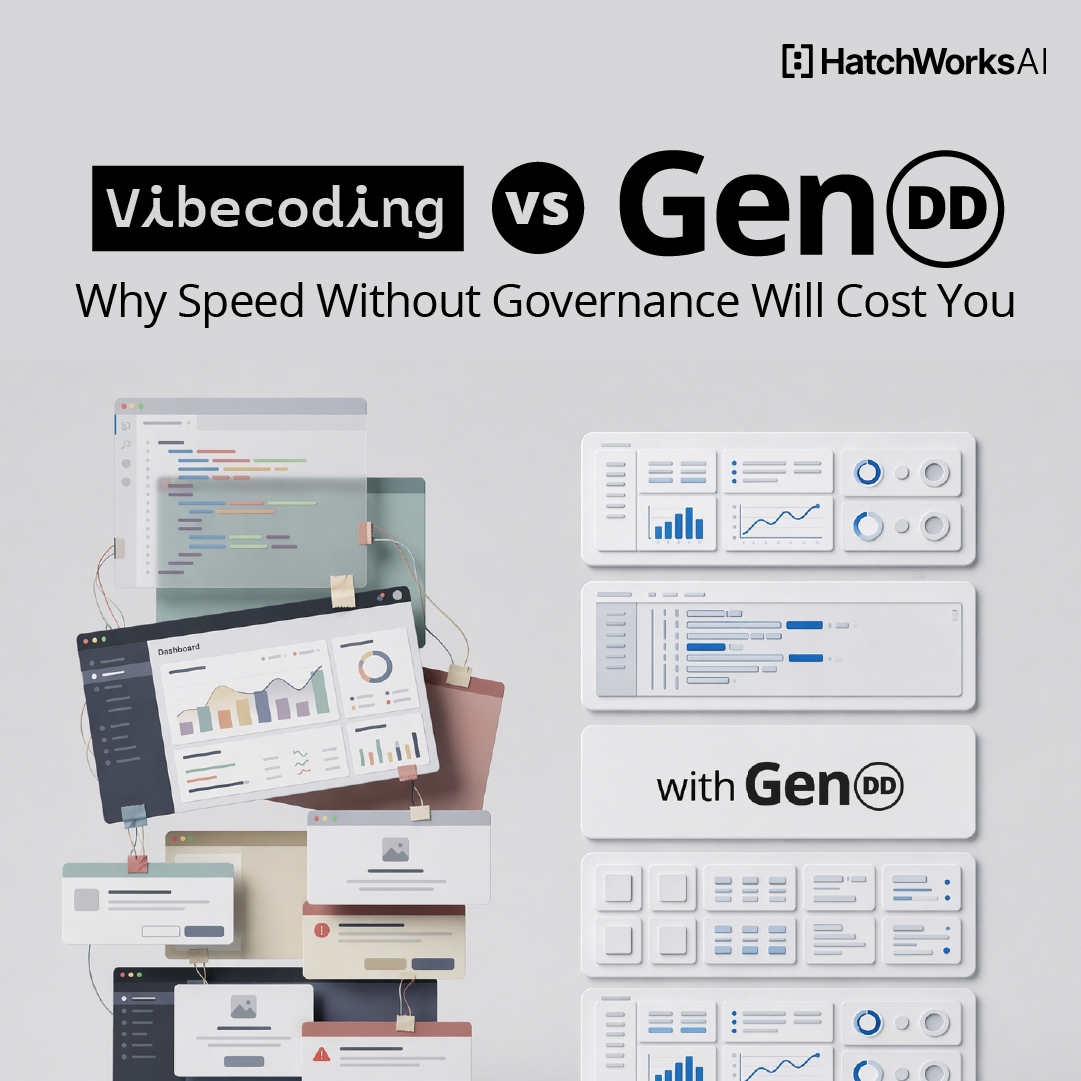 HatchWorksAI
Vibecoding vs GenDD
Why Speed Without Governance Will Cost You
Dashboard
with GenDD